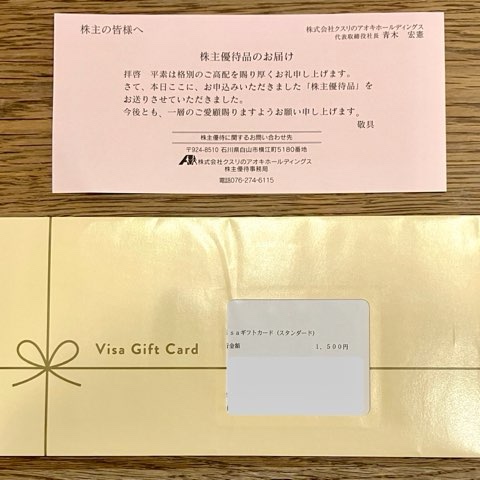 株主の皆様へ
株式会社クスリのアオキホールディングス
代表取締役社長 青木 宏憲
株主優待品のお届け
拝啓 平素は格別のご高配を賜り厚くお礼申し上げます。
さて、本日ここに、お申込みいただきました「株主優待品」を
お送りさせていただきました。
今後とも、一層のご愛顧賜りますようお願い申し上げます。
敬具
株主優待に関するお問い合わせ先
〒924-8510 石川県白山市横江町5180番地
株式会社クスリのアオキホールディングス
株主優待事務局
電話076-274-6115
Visa Gift Card
isaギフトカード (スタンダード)
金額 1,500円